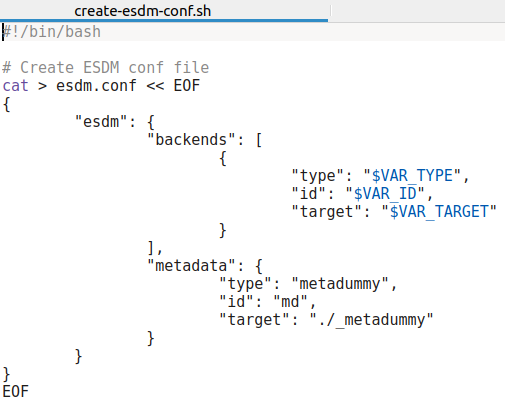 create-esdm-conf.sh
#!/bin/bash
# Create ESDM conf file
cat > esdm.conf << EOF
{
"esdm": {
"backends": [
{
"type": "$VAR_TYPE",
"id": "$VAR_ID",
"target": "$VAR_TARGET"
}
],
"metadata": {
"type": "metadummy",
"id": "md",
"target": "./_metadummy"
}
}
}
EOF